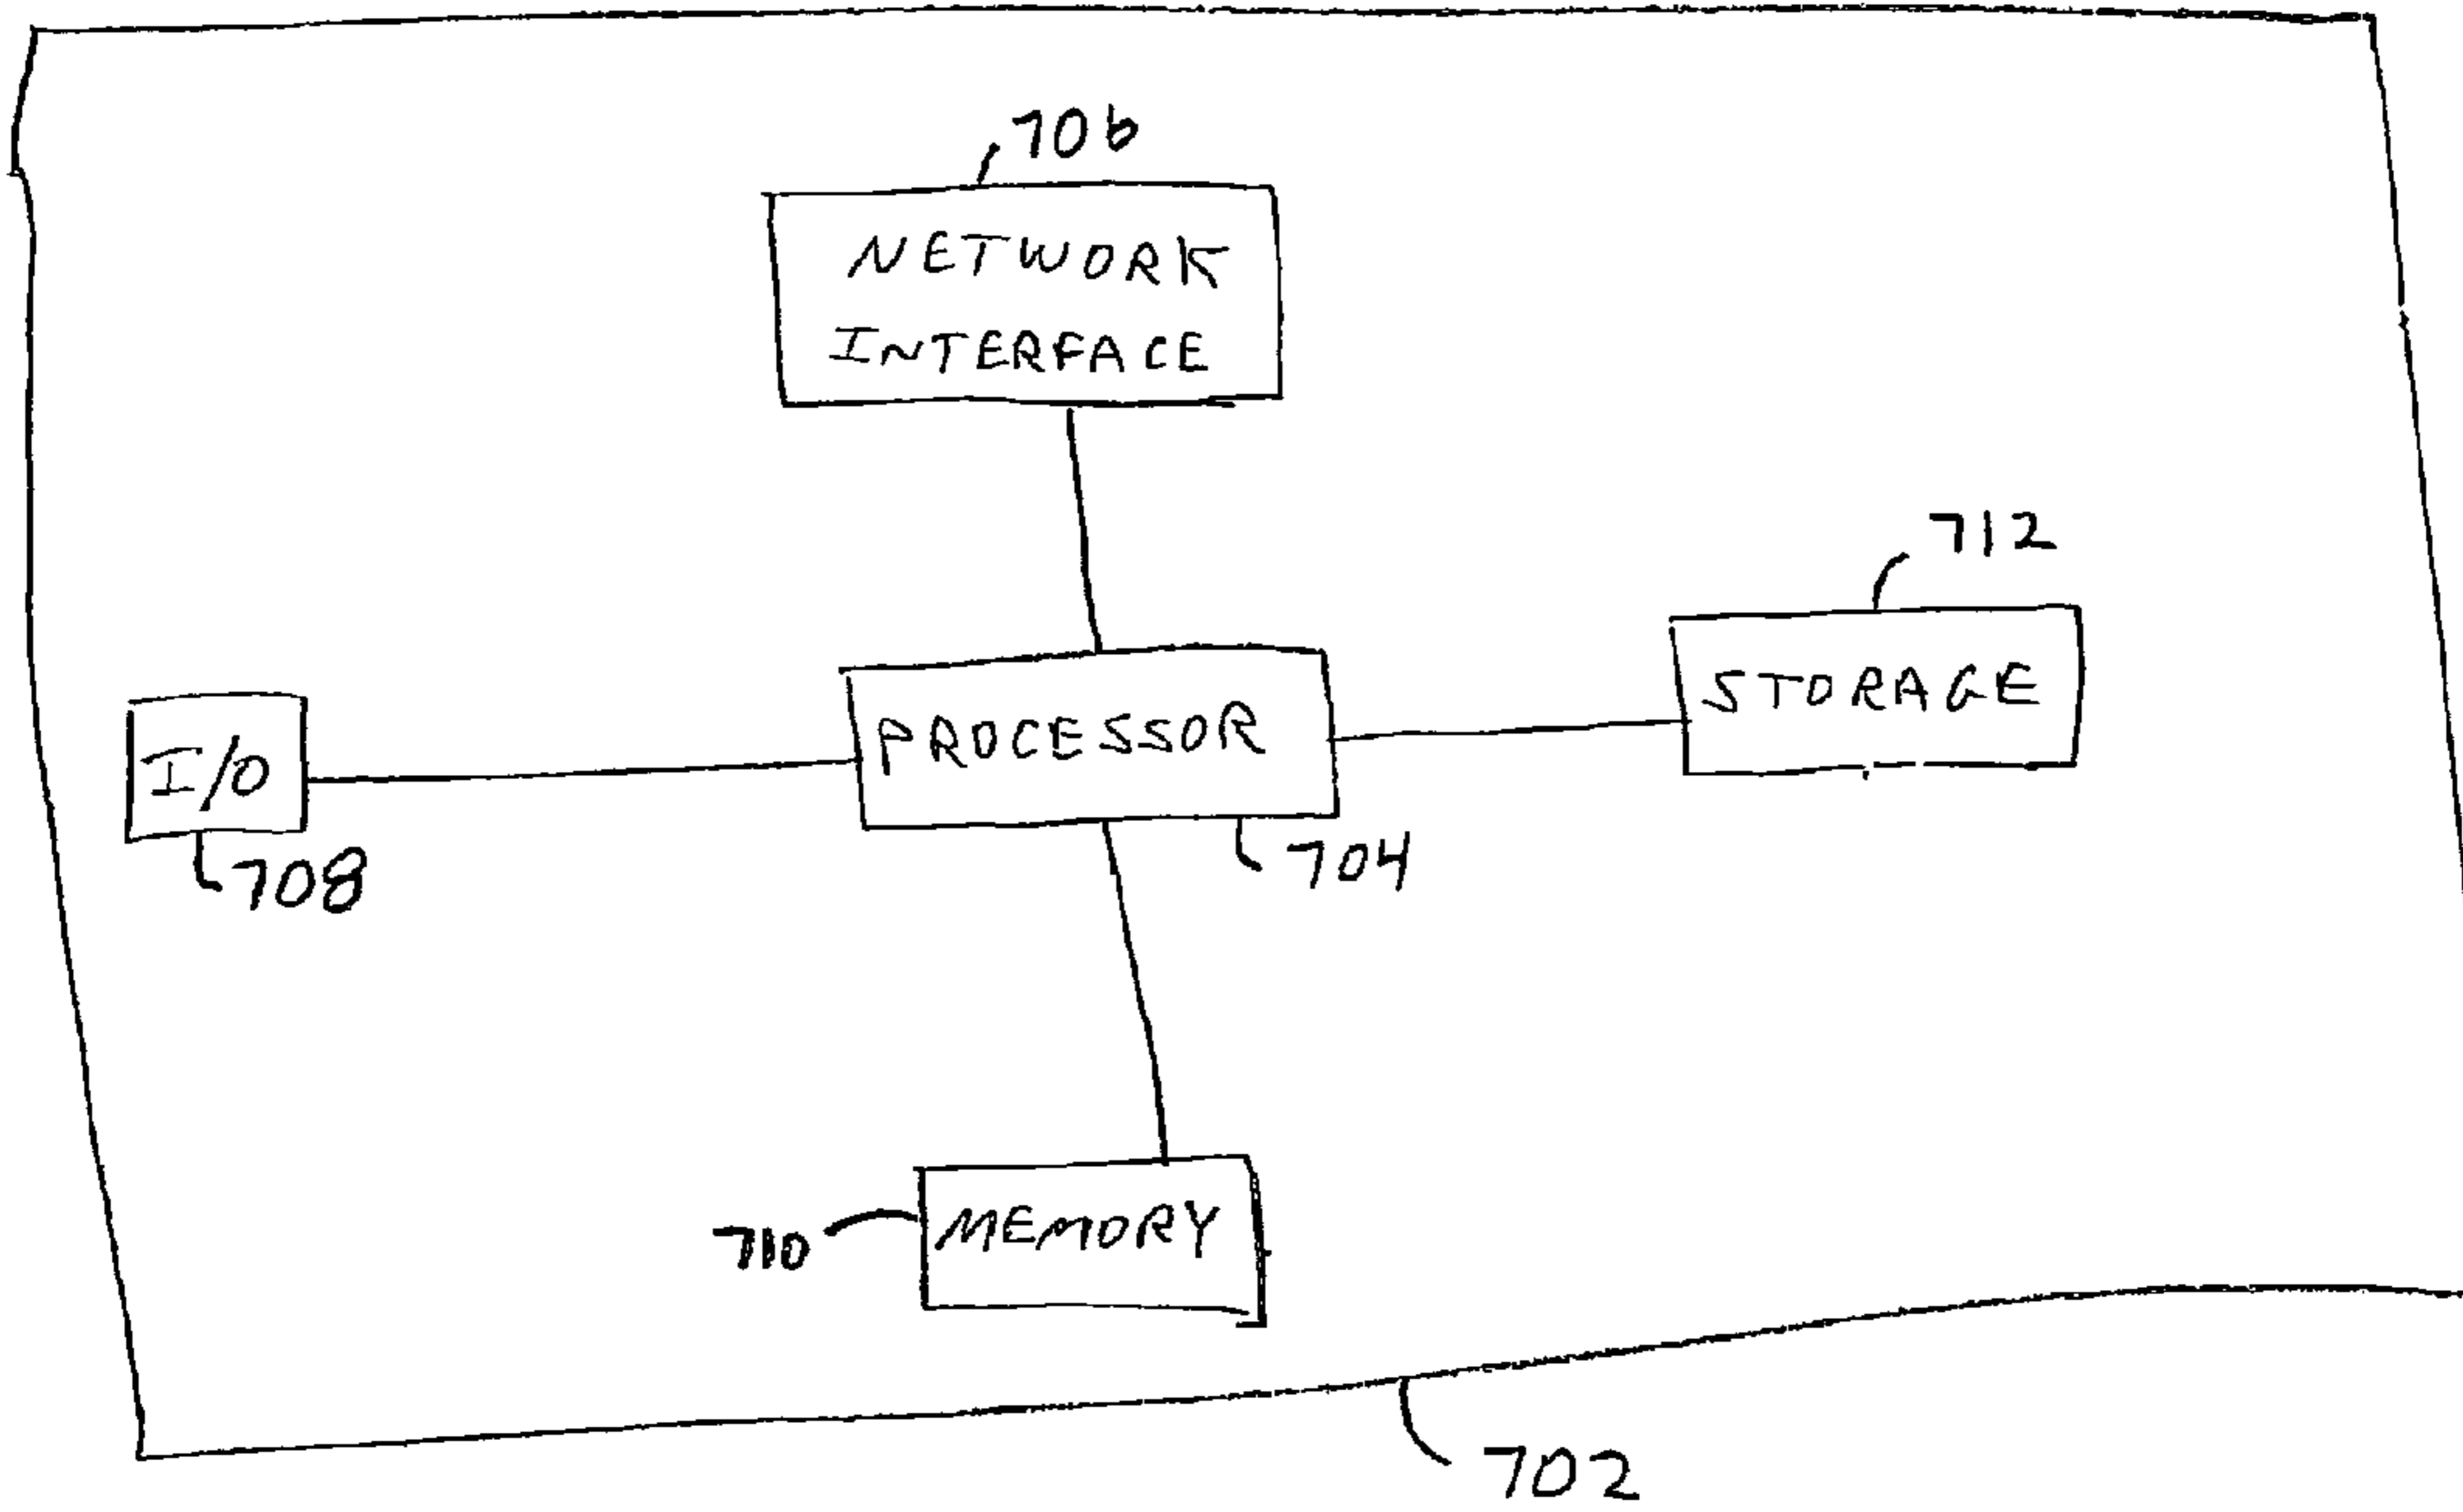 706
NETWORK
INTERFACE
712
STORAGE
PROCESSOR
I/O
704
708
MEMORY
710
702